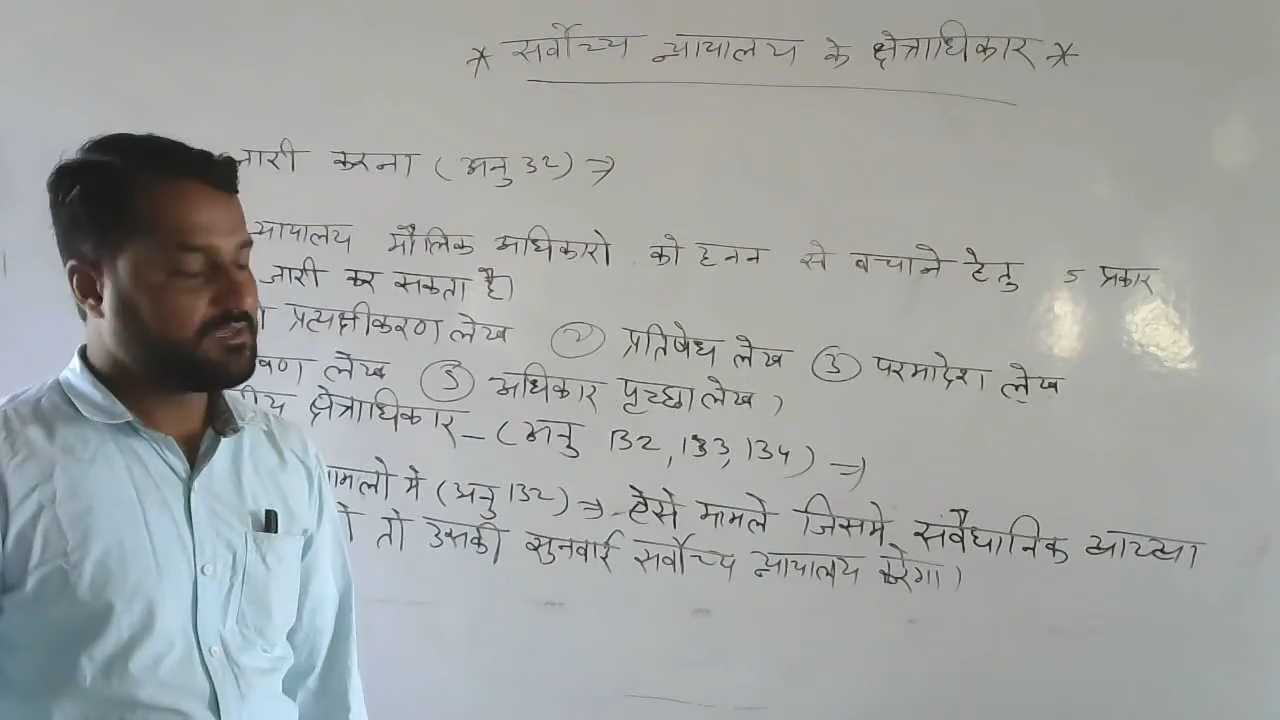 * सर्वोच्च न्यायालय के क्षेत्राधिकार *
जारी करना (अनु 32) ⇒
न्यायालय मौलिक अधिकारो को हनन से बचाने हेतु 5 प्रकार
जारी कर सकता है।
प्रत्यक्षीकरण लेख ② प्रतिषेध लेख ③ परमादेश लेख
लेख ⑤ अधिकार पृच्छा लेख,
क्षेत्राधिकार – (अनु 132, 133, 134) ⇒
मामलो मे (अनु 132) ⇒ ऐसे मामले जिसमे संवैधानिक व्याख्या
तो उसकी सुनवाई सर्वोच्च न्यायालय करेगा।